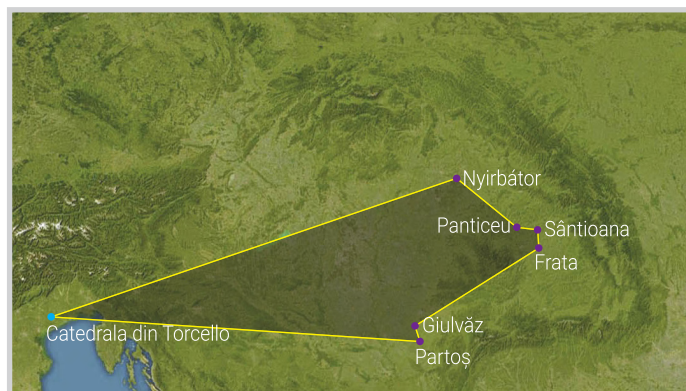 Nyirbátor
Panticeu
Sântioana
Frata
Giulvăz
Catedrala din Torcello
Partoș